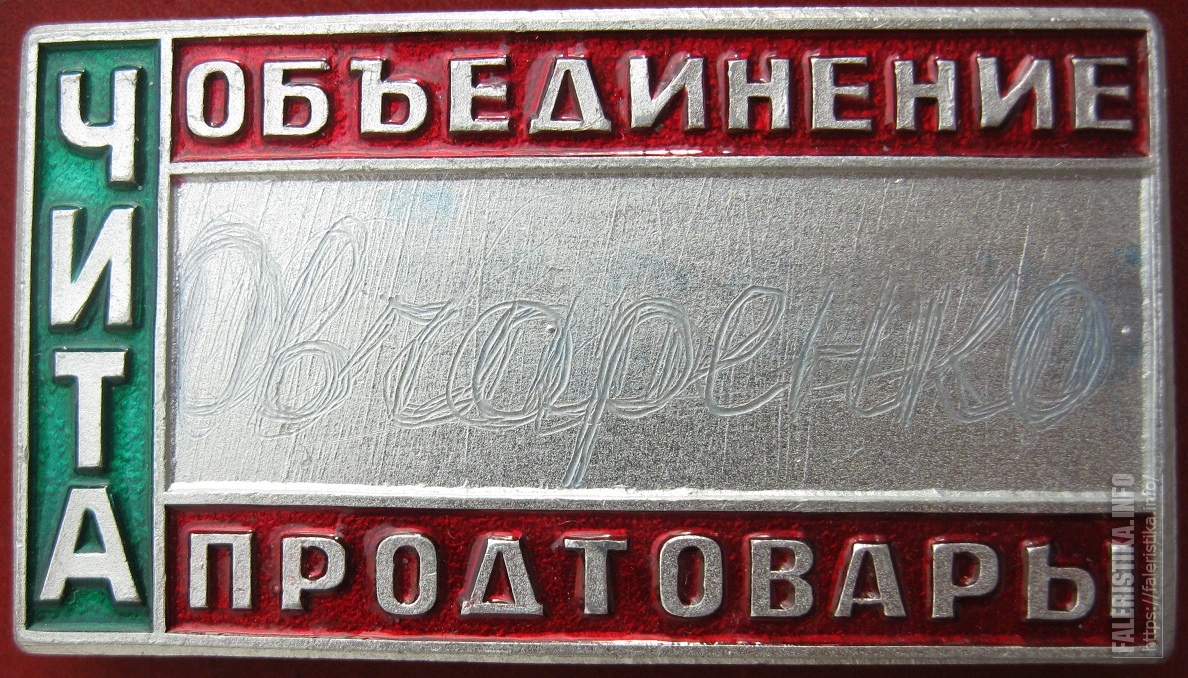 ЧИТА
ОБЪЕДИНЕНИЕ
Овчаренко
ПРОДТОВАРЫ
FALERISTIKA.INFO
https://faleristika.info/